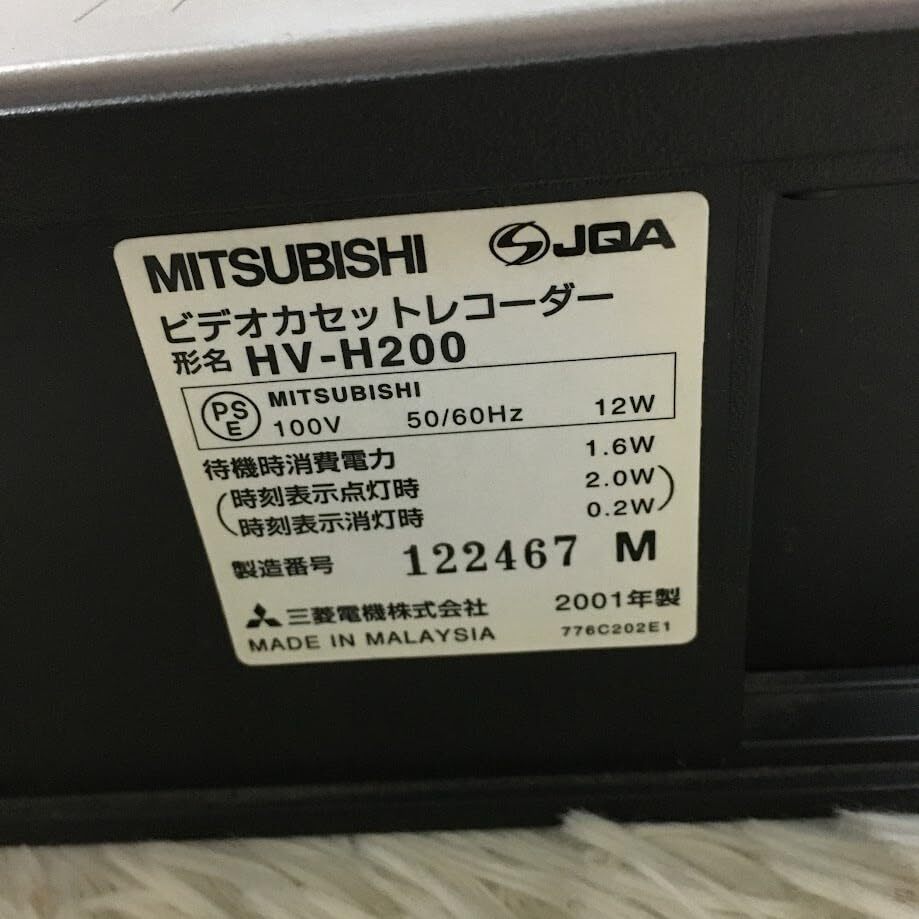 MITSUBISHI JQA
ビデオカセットレコーダー
形名 HV-H200
PSE MITSUBISHI
100V 50/60Hz 12W
待機時消費電力 1.6W
(時刻表示点灯時 2.0W
時刻表示消灯時 0.2W)
製造番号 122467 M
三菱電機株式会社 2001年製
MADE IN MALAYSIA 776C202E1